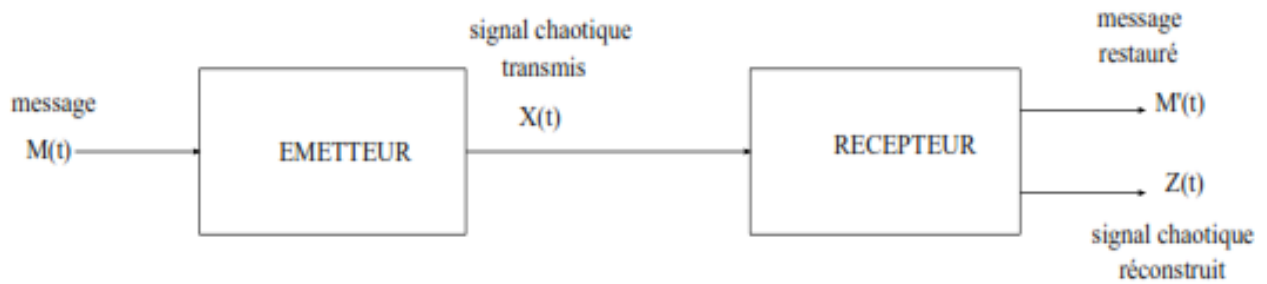 message
M(t)
EMETTEUR
signal chaotique
transmis
X(t)
RECEPTEUR
message
restauré
M'(t)
Z(t)
signal chaotique
réconstruit